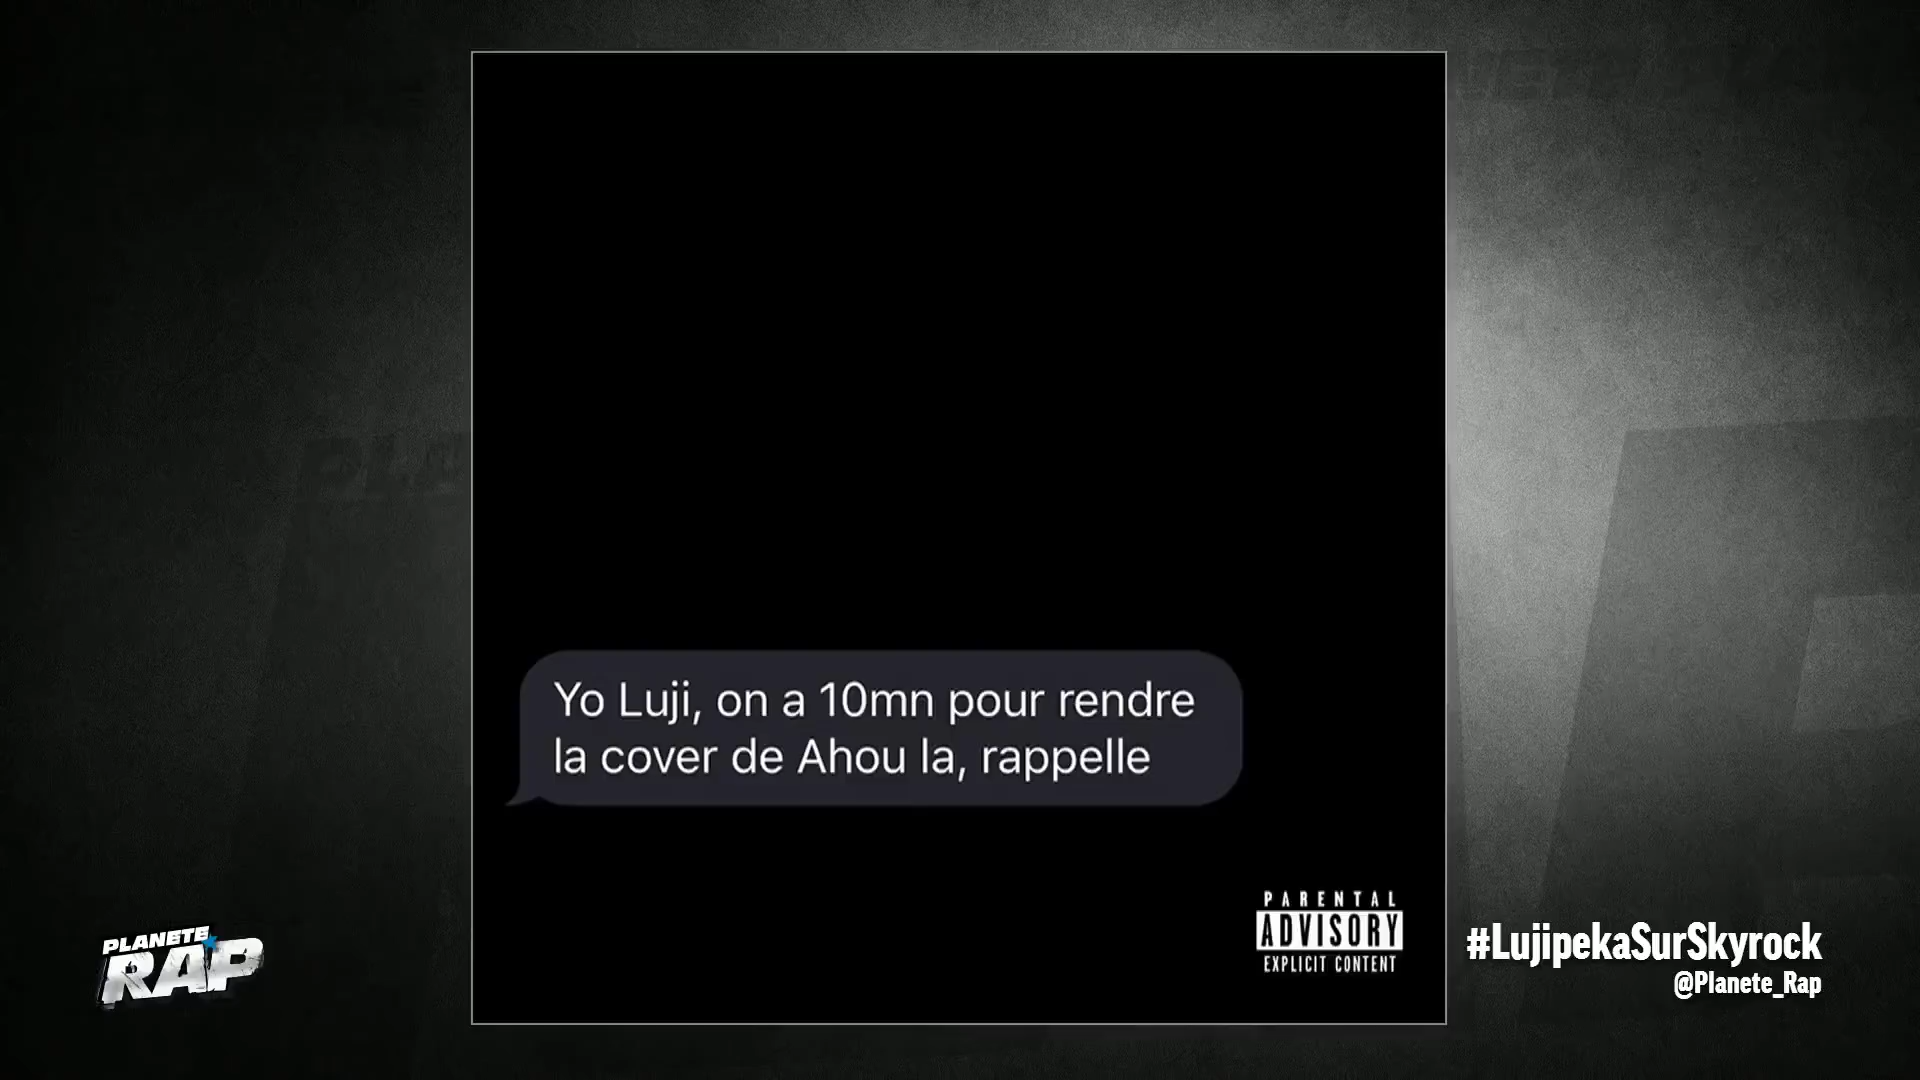 Yo Luji, on a 10mn pour rendre
la cover de Ahou la, rappelle
PARENTAL
ADVISORY
EXPLICIT CONTENT
PLANETE
RAP
#LujipekaSurSkyrock
@Planete_Rap